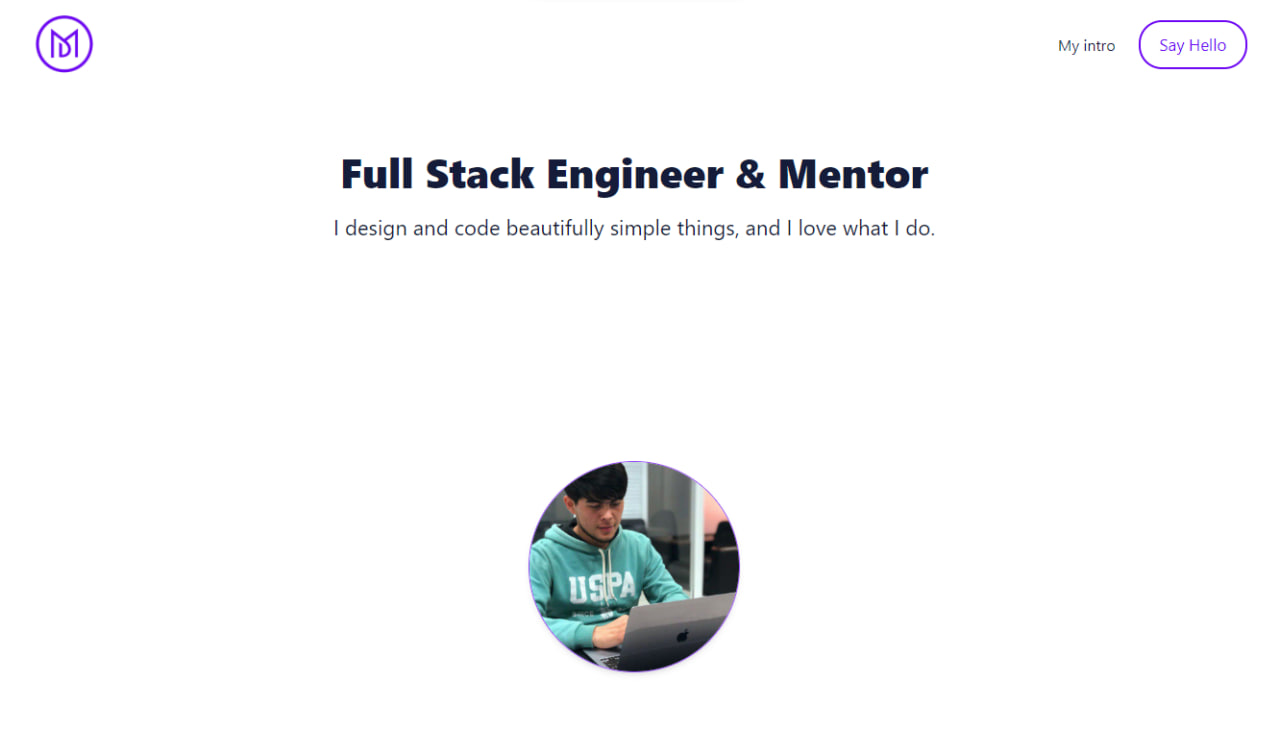 My intro
Say Hello
Full Stack Engineer & Mentor
I design and code beautifully simple things, and I love what I do.
USPA